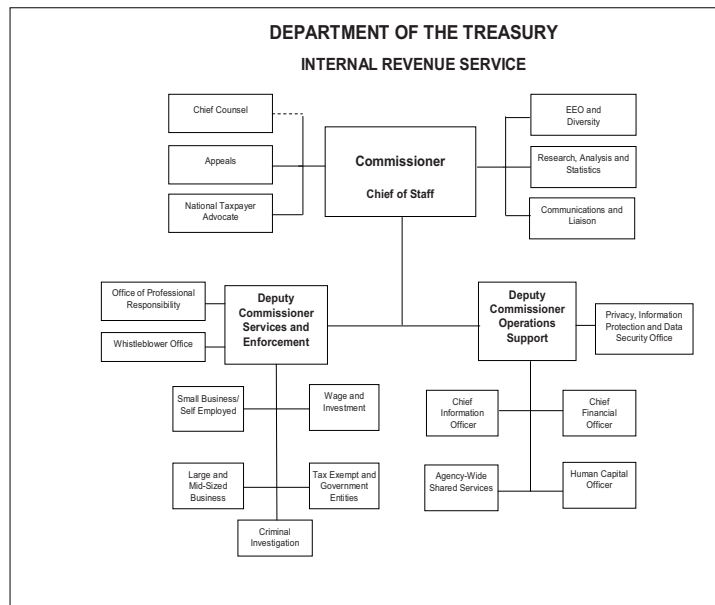 DEPARTMENT OF THE TREASURY
INTERNAL REVENUE SERVICE
Chief Counsel
Appeals
National Taxpayer
Advocate
Commissioner
Chief of Staff
EEO and
Diversity
Research, Analysis and
Statistics
Communications and
Liaison
Office of Professional
Responsibility
Whistleblower Office
Deputy
Commissioner
Services and
Enforcement
Deputy
Commissioner
Operations
Support
Privacy, Information
Protection and Data
Security Office
Small Business/
Self Employed
Wage and
Investment
Large and
Mid-Sized
Business
Tax Exempt and
Government
Entities
Criminal
Investigation
Chief
Information
Officer
Chief
Financial
Officer
Agency-Wide
Shared Services
Human Capital
Officer